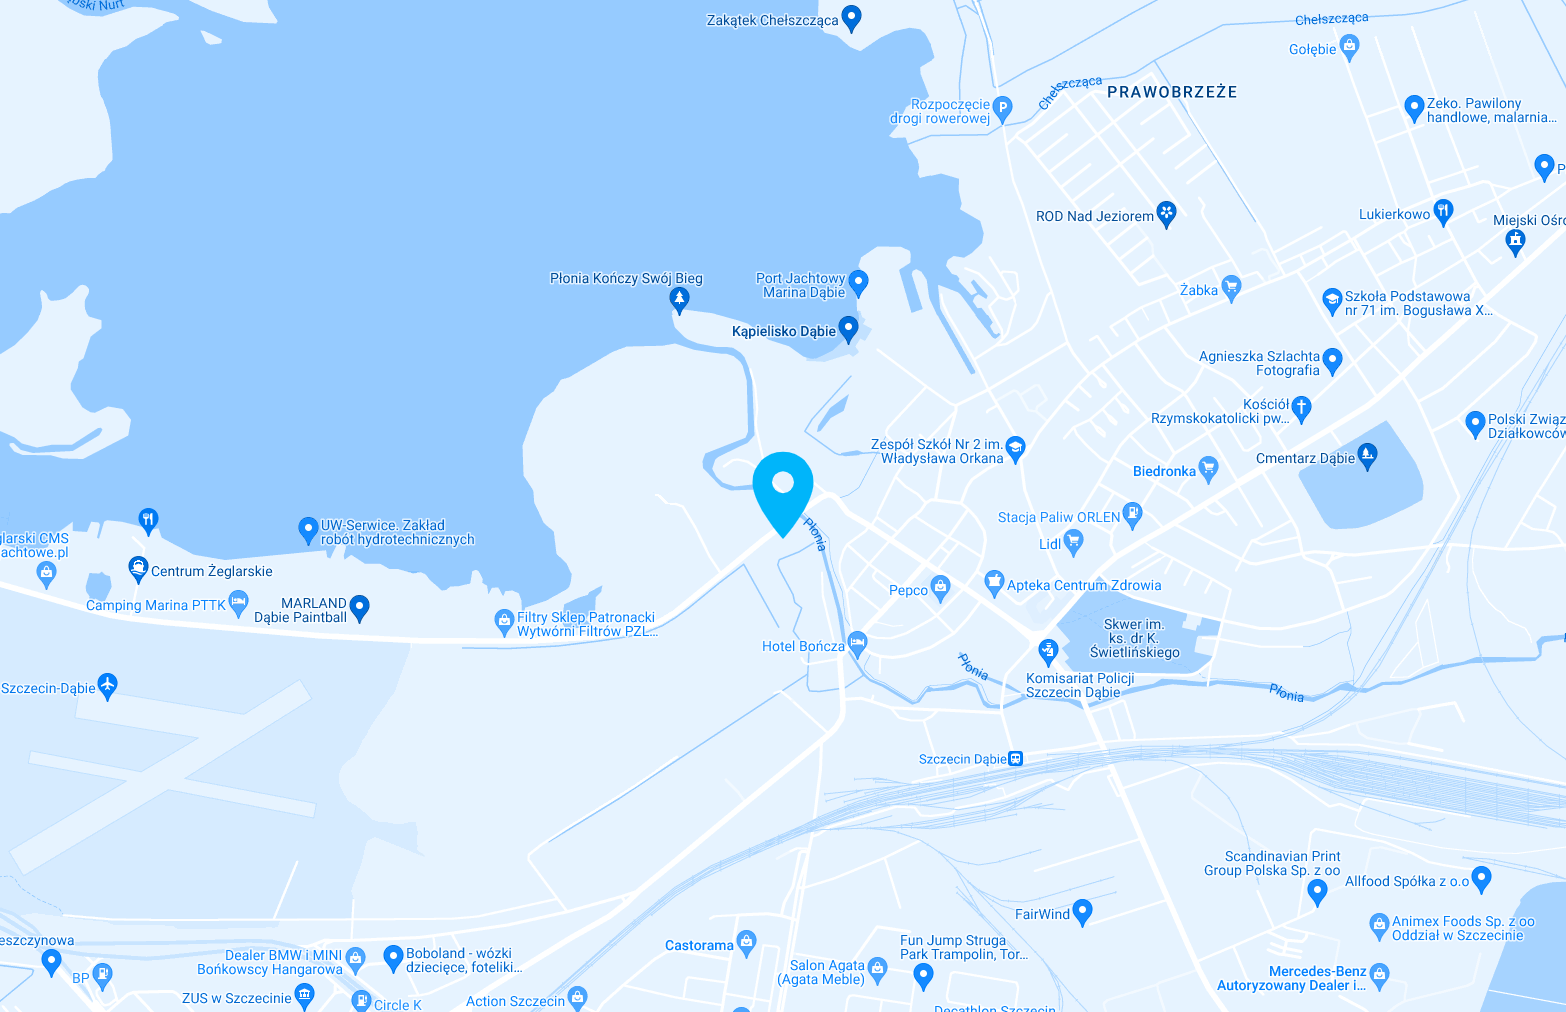 Nurt
Zakątek Chełszcząca
Chełszcząca
Gołębie
Chełszcząca
PRAWOBRZEŻE
Rozpoczęcie
drogi rowerowej
P
Zeko. Pawilony
handlowe, malarnia…
P
ROD Nad Jeziorem
Lukierkowo
Miejski Ośro
Płonia Kończy Swój Bieg
Port Jachtowy
Marina Dąbie
Żabka
Szkoła Podstawowa
nr 71 im. Bogusława X…
Kąpielisko Dąbie
Agnieszka Szlachta
Fotografia
Kościół
Rzymskokatolicki pw…
Polski Związ
Działkowców
Zespół Szkół Nr 2 im.
Władysława Orkana
Cmentarz Dąbie
Biedronka
Stacja Paliw ORLEN
Płonia
UW-Serwice. Zakład
robót hydrotechnicznych
glarski CMS
achtowe.pl
Lidl
Centrum Żeglarskie
Apteka Centrum Zdrowia
Pepco
Camping Marina PTTK
MARLAND
Dąbie Paintball
Filtry Sklep Patronacki
Wytwórni Filtrów PZL…
Skwer im.
ks. dr K.
Świetlińskiego
Hotel Bończa
Płonia
Komisariat Policji
Szczecin Dąbie
Szczecin-Dąbie
Płonia
Szczecin Dąbie
Scandinavian Print
Group Polska Sp. z oo
Allfood Spółka z o.o
FairWind
Animex Foods Sp. z oo
Oddział w Szczecinie
eszczynowa
Dealer BMW i MINI
Bońkowscy Hangarowa
Boboland - wózki
dziecięce, foteliki…
Castorama
Fun Jump Struga
Park Trampolin, Tor…
BP
Salon Agata
(Agata Meble)
Mercedes-Benz
Autoryzowany Dealer i…
ZUS w Szczecinie
Circle K
Action Szczecin
Decathlon Szczecin